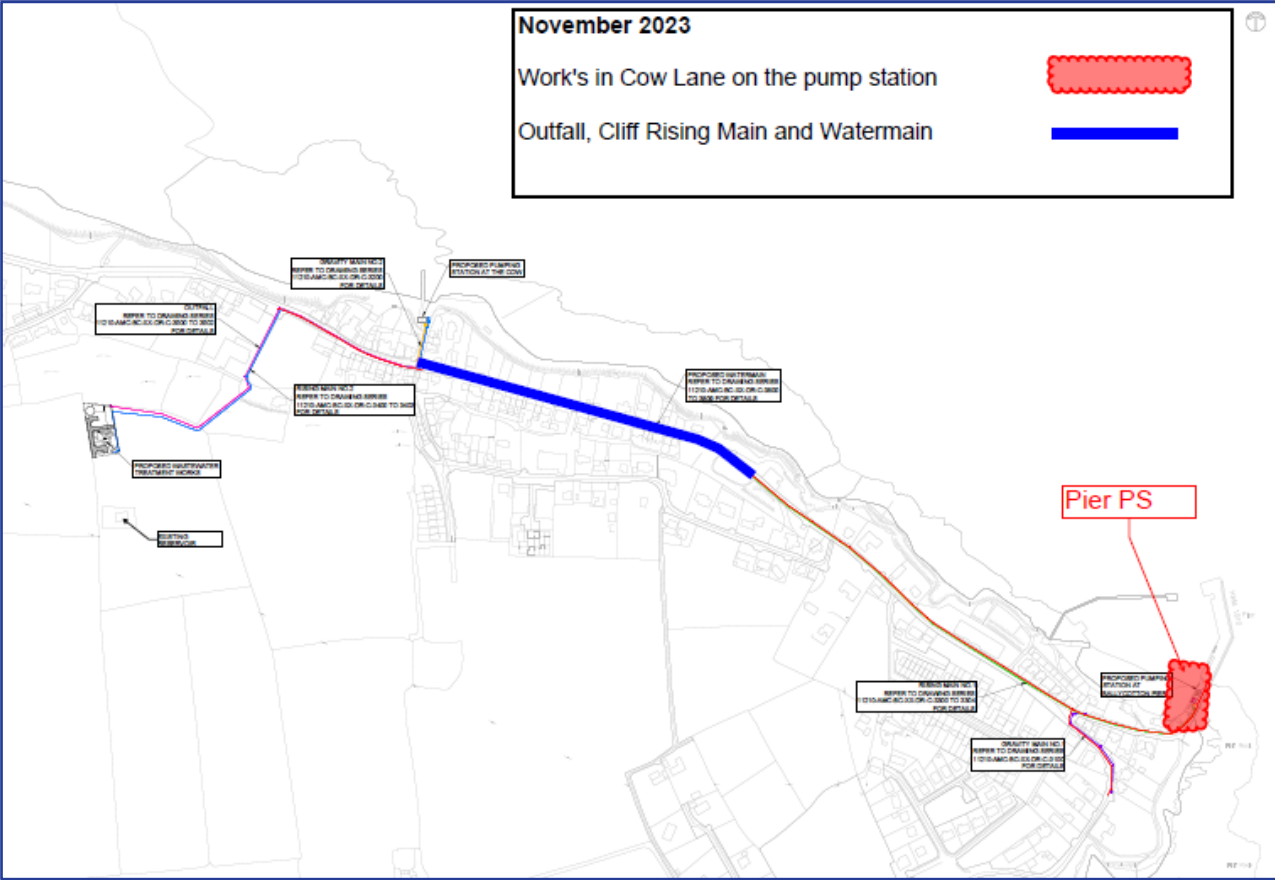 November 2023
Work's in Cow Lane on the pump station
Outfall, Cliff Rising Main and Watermain
GRAVITY MAIN NO.2
REFER TO DRAWING SERIES
FOR DETAILS
PROPOSED PUMPING
STATION AT THE COW
OUTFALL
REFER TO DRAWING SERIES
FOR DETAILS
RISING MAIN NO.2
REFER TO DRAWING SERIES
FOR DETAILS
PROPOSED WATERMAIN
REFER TO DRAWING SERIES
FOR DETAILS
PROPOSED WASTEWATER
TREATMENT WORKS
EXISTING
RESERVOIR
Pier PS
PROPOSED PUMPING
STATION AT
BALLYCOTTON PIER
RISING MAIN NO.1
REFER TO DRAWING SERIES
FOR DETAILS
GRAVITY MAIN NO.1
REFER TO DRAWING SERIES
FOR DETAILS